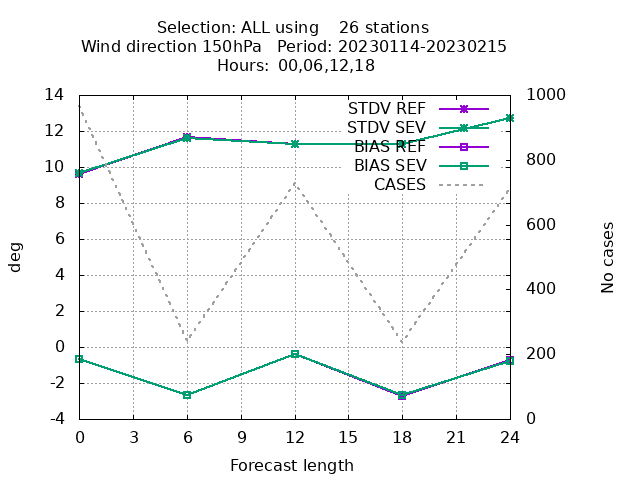 Selection: ALL using    26 stations
Wind direction 150hPa   Period: 20230114-20230215
Hours:  00,06,12,18
STDV REF
STDV SEV
BIAS REF
BIAS SEV
CASES
14
12
10
8
6
4
2
0
-2
-4
1000
800
600
400
200
0
deg
No cases
0 3 6 9 12 15 18 21 24
Forecast length